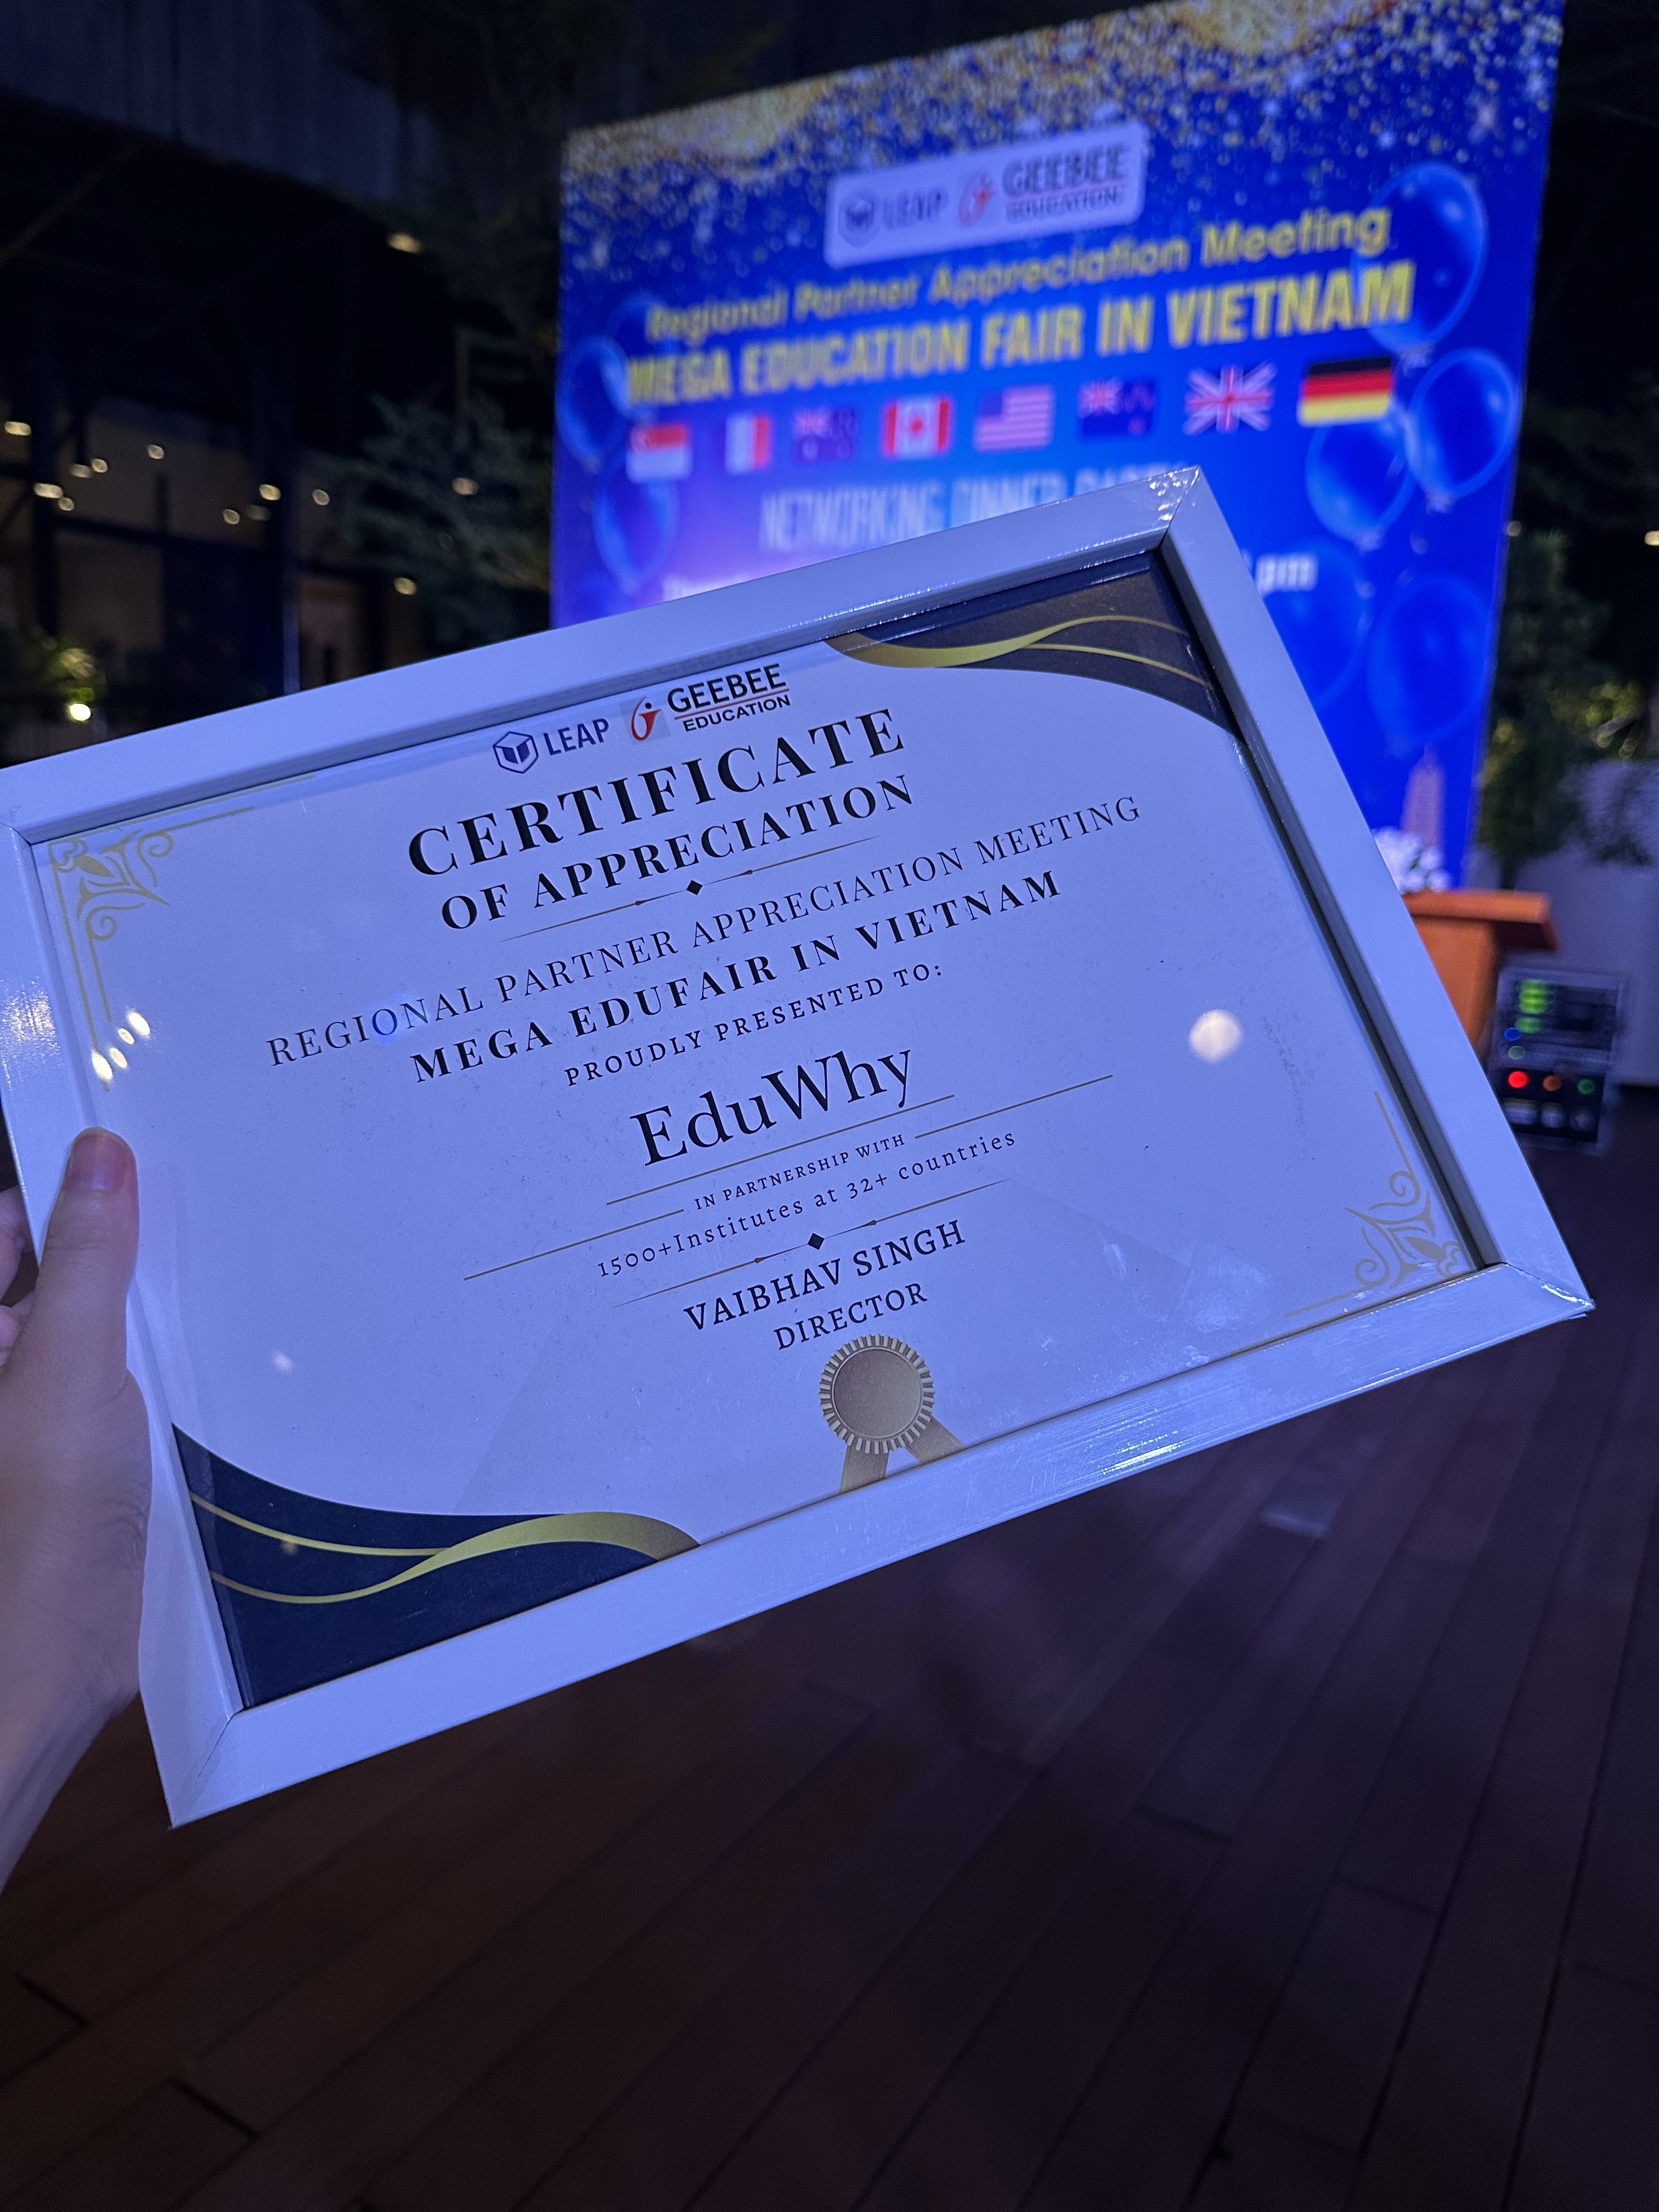 LEAP GEEBEE
EDUCATION
Regional Partner Appreciation Meeting
MEGA EDUCATION FAIR IN VIETNAM
NETWORKING DINNER PARTY
pm
LEAP GEEBEE
EDUCATION
CERTIFICATE
OF APPRECIATION
REGIONAL PARTNER APPRECIATION MEETING
MEGA EDUFAIR IN VIETNAM
PROUDLY PRESENTED TO:
EduWhy
IN PARTNERSHIP WITH
1500+Institutes at 32+ countries
VAIBHAV SINGH
DIRECTOR